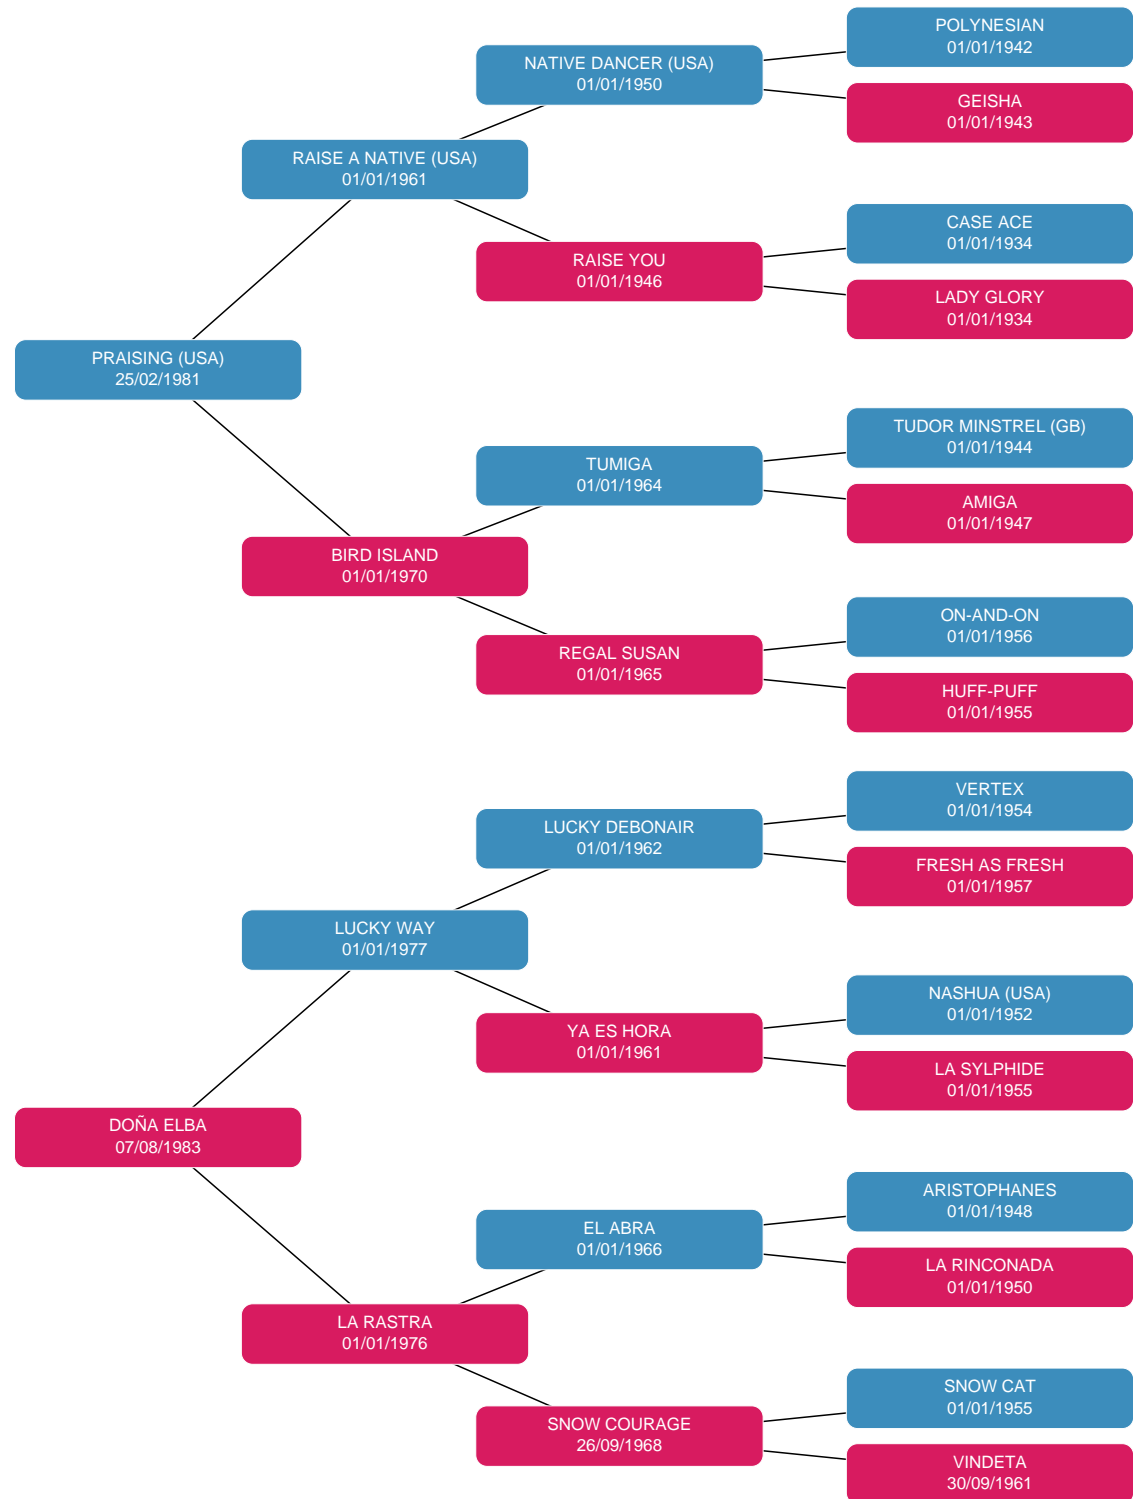 POLYNESIAN
01/01/1942
NATIVE DANCER (USA)
01/01/1950
GEISHA
01/01/1943
RAISE A NATIVE (USA)
01/01/1961
CASE ACE
01/01/1934
RAISE YOU
01/01/1946
LADY GLORY
01/01/1934
PRAISING (USA)
25/02/1981
TUDOR MINSTREL (GB)
01/01/1944
TUMIGA
01/01/1964
AMIGA
01/01/1947
BIRD ISLAND
01/01/1970
ON-AND-ON
01/01/1956
REGAL SUSAN
01/01/1965
HUFF-PUFF
01/01/1955
VERTEX
01/01/1954
LUCKY DEBONAIR
01/01/1962
FRESH AS FRESH
01/01/1957
LUCKY WAY
01/01/1977
NASHUA (USA)
01/01/1952
YA ES HORA
01/01/1961
LA SYLPHIDE
01/01/1955
DOÑA ELBA
07/08/1983
ARISTOPHANES
01/01/1948
EL ABRA
01/01/1966
LA RINCONADA
01/01/1950
LA RASTRA
01/01/1976
SNOW CAT
01/01/1955
SNOW COURAGE
26/09/1968
VINDETA
30/09/1961